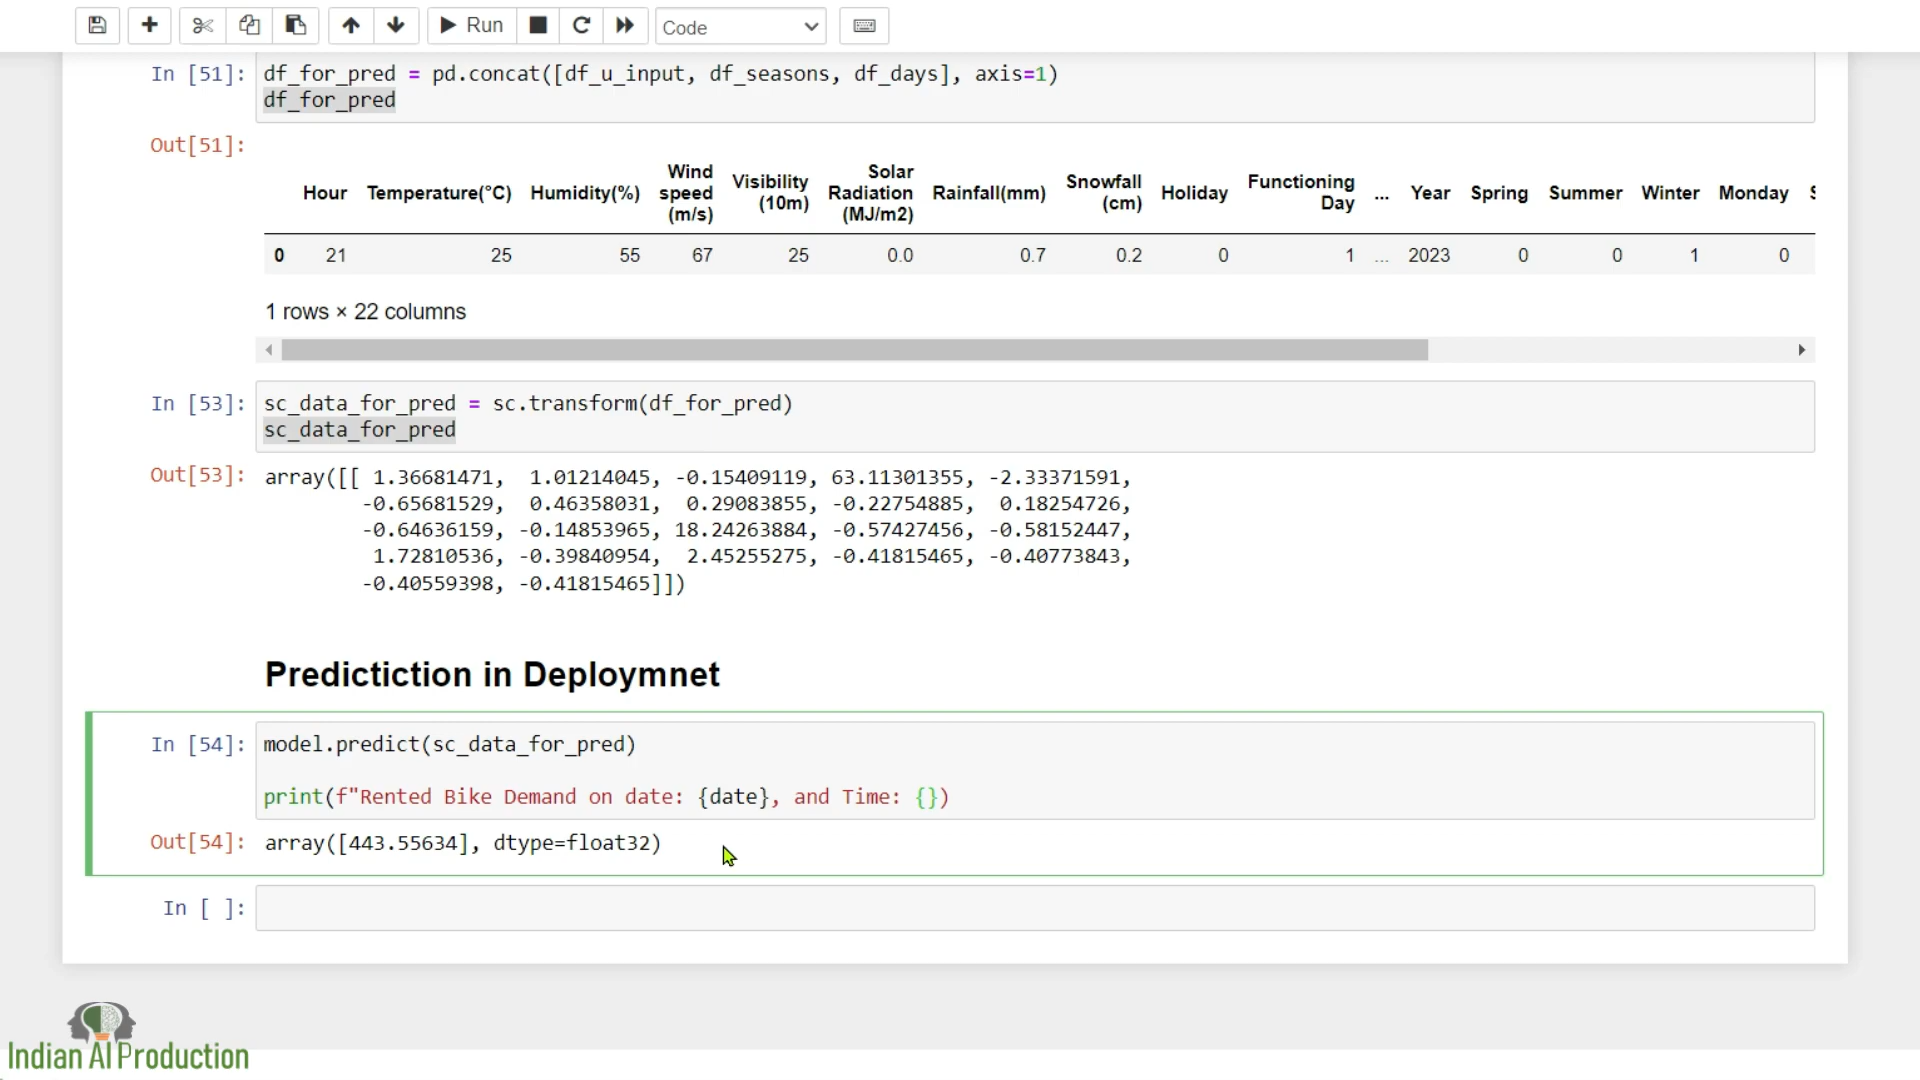 Run
Code
In [51]: df_for_pred = pd.concat([df_u_input, df_seasons, df_days], axis=1)
df_for_pred
Out[51]:
Hour Temperature(°C) Humidity(%) Wind speed (m/s) Visibility (10m) Solar Radiation (MJ/m2) Rainfall(mm) Snowfall (cm) Holiday Functioning Day ... Year Spring Summer Winter Monday
0 21 25 55 67 25 0.0 0.7 0.2 0 1 ... 2023 0 0 1 0
1 rows × 22 columns
In [53]: sc_data_for_pred = sc.transform(df_for_pred)
sc_data_for_pred
Out[53]: array([[ 1.36681471, 1.01214045, -0.15409119, 63.11301355, -2.33371591,
-0.65681529, 0.46358031, 0.29083855, -0.22754885, 0.18254726,
-0.64636159, -0.14853965, 18.24263884, -0.57427456, -0.58152447,
1.72810536, -0.39840954, 2.45255275, -0.41815465, -0.40773843,
-0.40559398, -0.41815465]])
Predictiction in Deploymnet
In [54]: model.predict(sc_data_for_pred)
print(f"Rented Bike Demand on date: {date}, and Time: {})
Out[54]: array([443.55634], dtype=float32)
In [ ]:
Indian AI Production